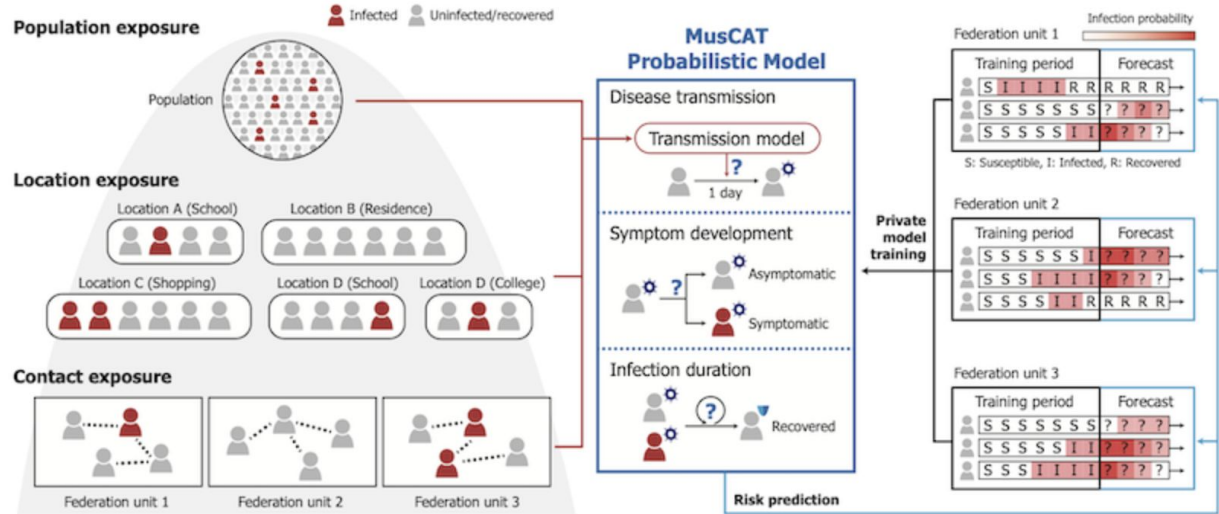 Infected
Uninfected/recovered
Population exposure
Population
Location exposure
Location A (School)
Location B (Residence)
Location C (Shopping)
Location D (School)
Location D (College)
Contact exposure
Federation unit 1
Federation unit 2
Federation unit 3
MusCAT
Probabilistic Model
Disease transmission
Transmission model
?
1 day
Symptom development
?
Asymptomatic
Symptomatic
Infection duration
?
Recovered
Risk prediction
Private
model
training
Infection probability
Federation unit 1
Training period
Forecast
S I I I I R R R R R R
S S S S S S S ? ? ? ?
S S S S S I I ? ? ? ?
S: Susceptible, I: Infected, R: Recovered
Federation unit 2
Training period
Forecast
S S S S S S I ? ? ? ?
S S S I I I I ? ? ? ?
S S S S I I R R R R R
Federation unit 3
Training period
Forecast
S S S S S S S ? ? ? ?
S S S S S I I ? ? ? ?
S S S I I I I ? ? ? ?